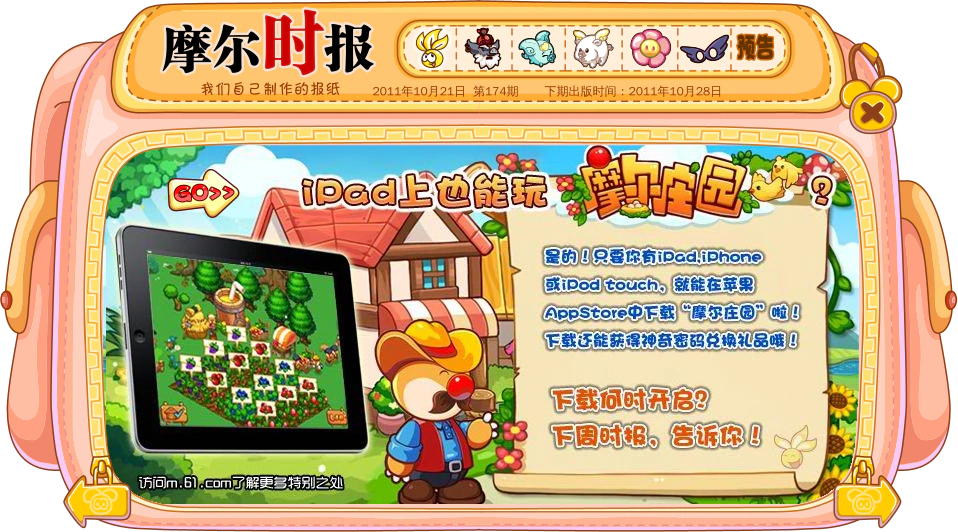 摩尔时报
预告
我们自己制作的报纸
2011年10月21日 第174期 下期出版时间：2011年10月28日
GO>>
iPad上也能玩 摩尔庄园 ?
是的！只要你有iPad,iPhone
或iPod touch，就能在苹果
AppStore中下载“摩尔庄园”啦！
下载还能获得神奇密码兑换礼品哦！
下载何时开启？
下周时报，告诉你！
访问m.61.com了解更多特别之处